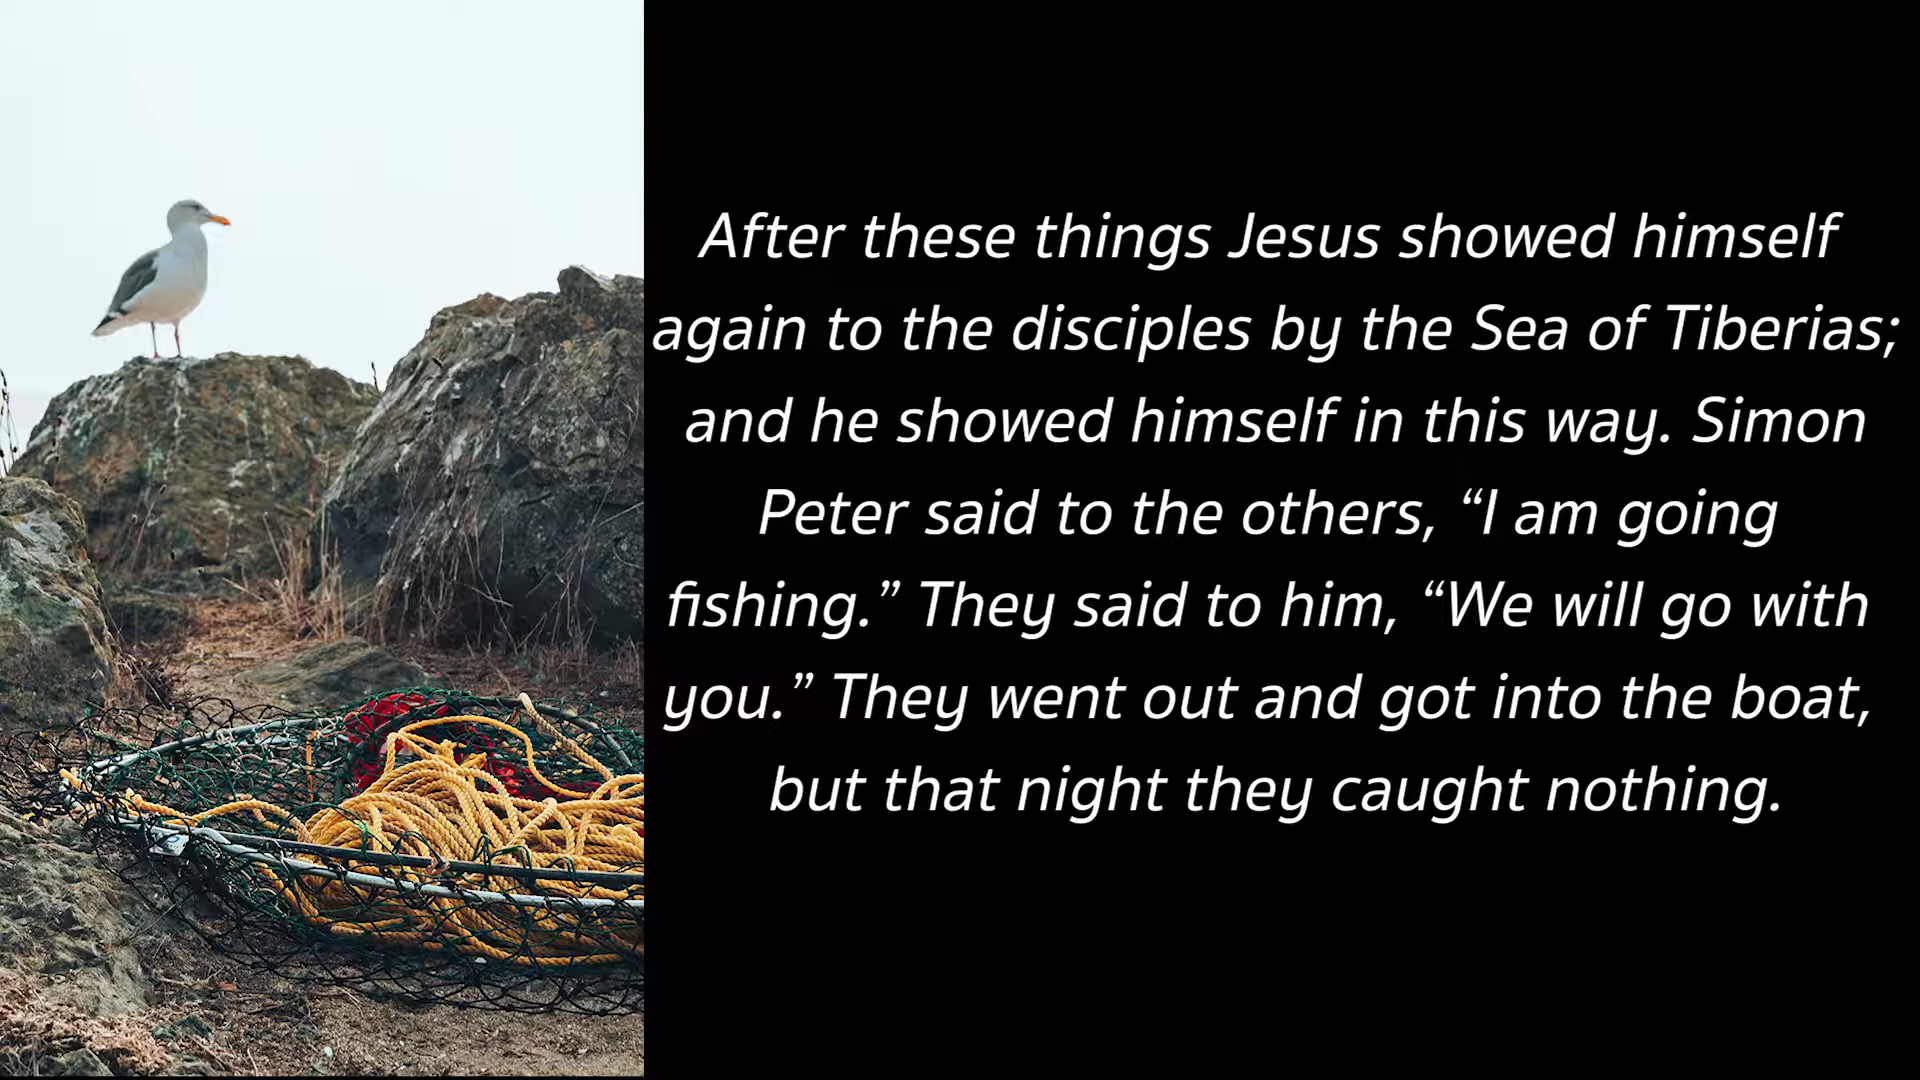 After these things Jesus showed himself
again to the disciples by the Sea of Tiberias;
and he showed himself in this way. Simon
Peter said to the others, “I am going
fishing.” They said to him, “We will go with
you.” They went out and got into the boat,
but that night they caught nothing.